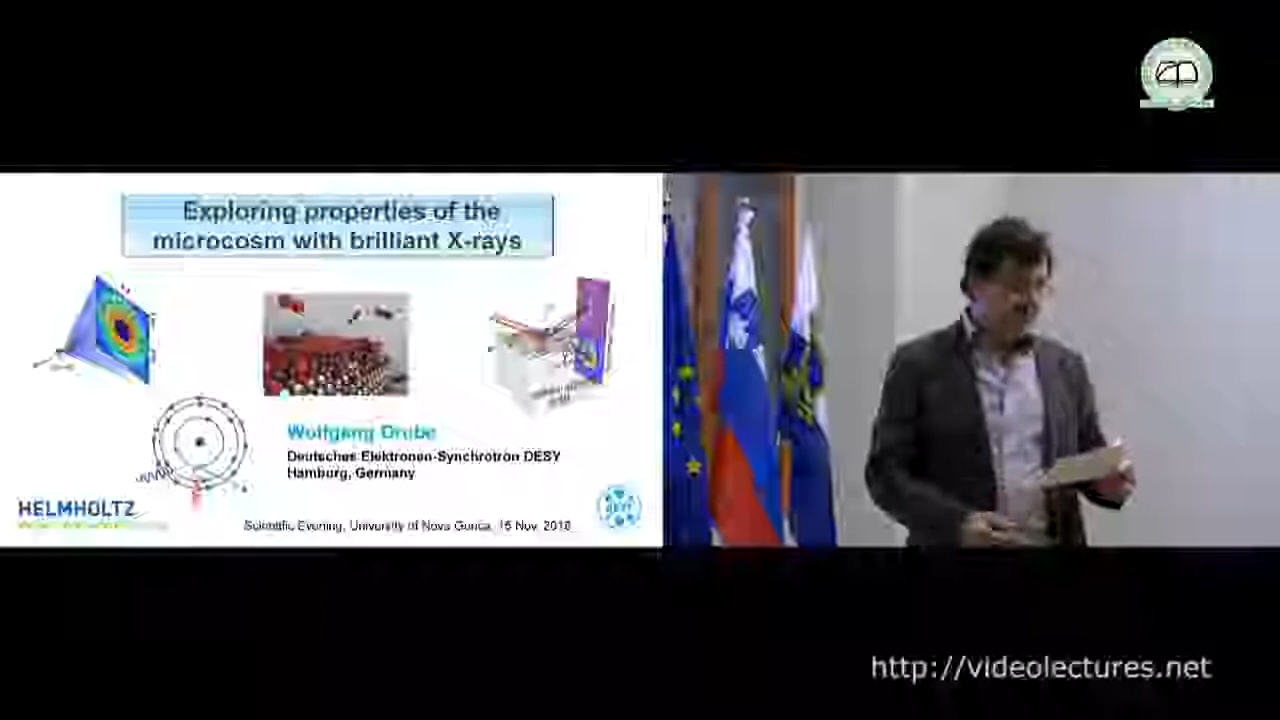 Exploring properties of the
microcosm with brilliant X-rays
Wolfgang Drube
Deutsches Elektronen-Synchrotron DESY
Hamburg, Germany
HELMHOLTZ
Scientific Evening, University of Nova Gorica, 15 Nov. 2018
DESY
http://videolectures.net